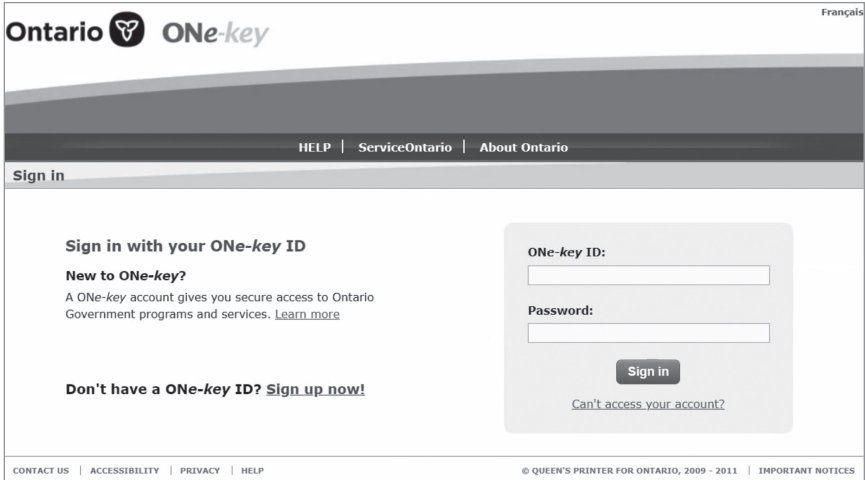 Français
Ontario ONe-key
HELP | ServiceOntario | About Ontario
Sign in
Sign in with your ONe-key ID
New to ONe-key?
A ONe-key account gives you secure access to Ontario
Government programs and services. Learn more
Don't have a ONe-key ID? Sign up now!
ONe-key ID:
Password:
Sign in
Can't access your account?
CONTACT US | ACCESSIBILITY | PRIVACY | HELP
© QUEEN'S PRINTER FOR ONTARIO, 2009 - 2011 | IMPORTANT NOTICES